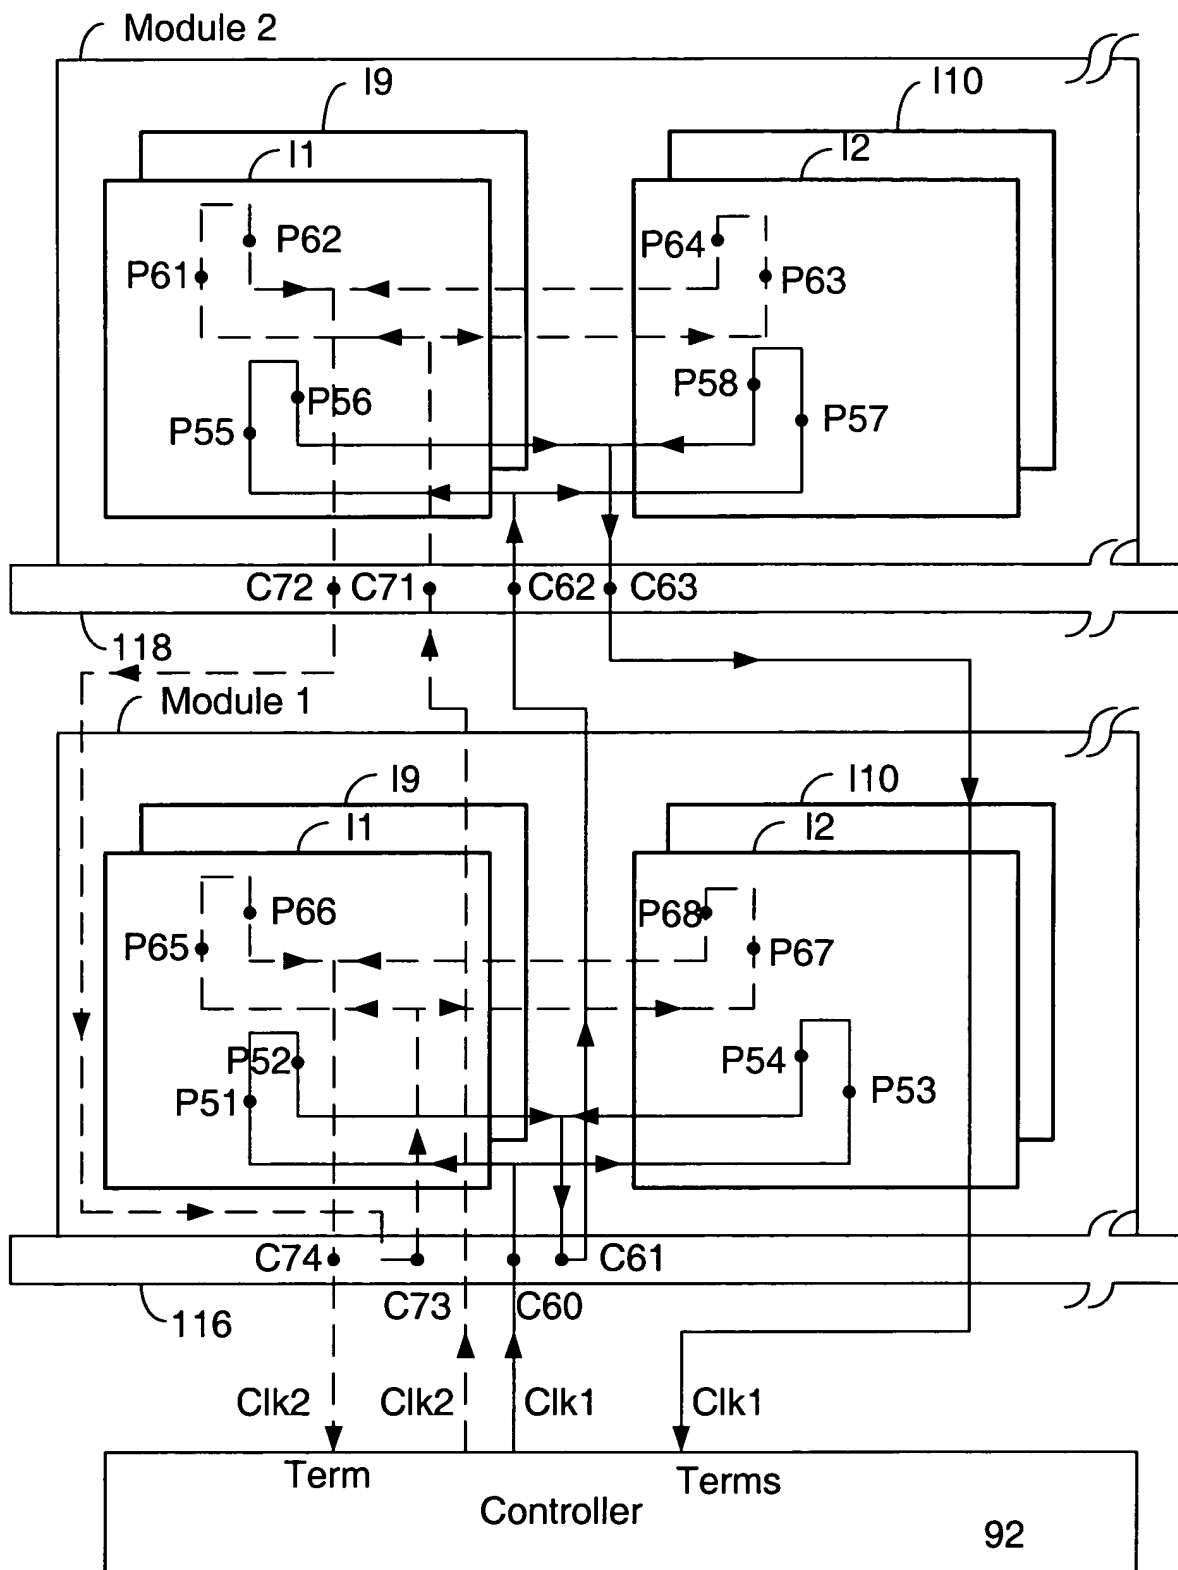 Module 2
I9
I10
I1
I2
P62
P64
P61
P63
P56
P58
P55
P57
C72
C71
C62
C63
118
Module 1
I9
I10
I1
I2
P66
P68
P65
P67
P52
P54
P51
P53
C74
C61
C73
C60
116
Clk2
Clk2
Clk1
Clk1
Term
Terms
Controller
92